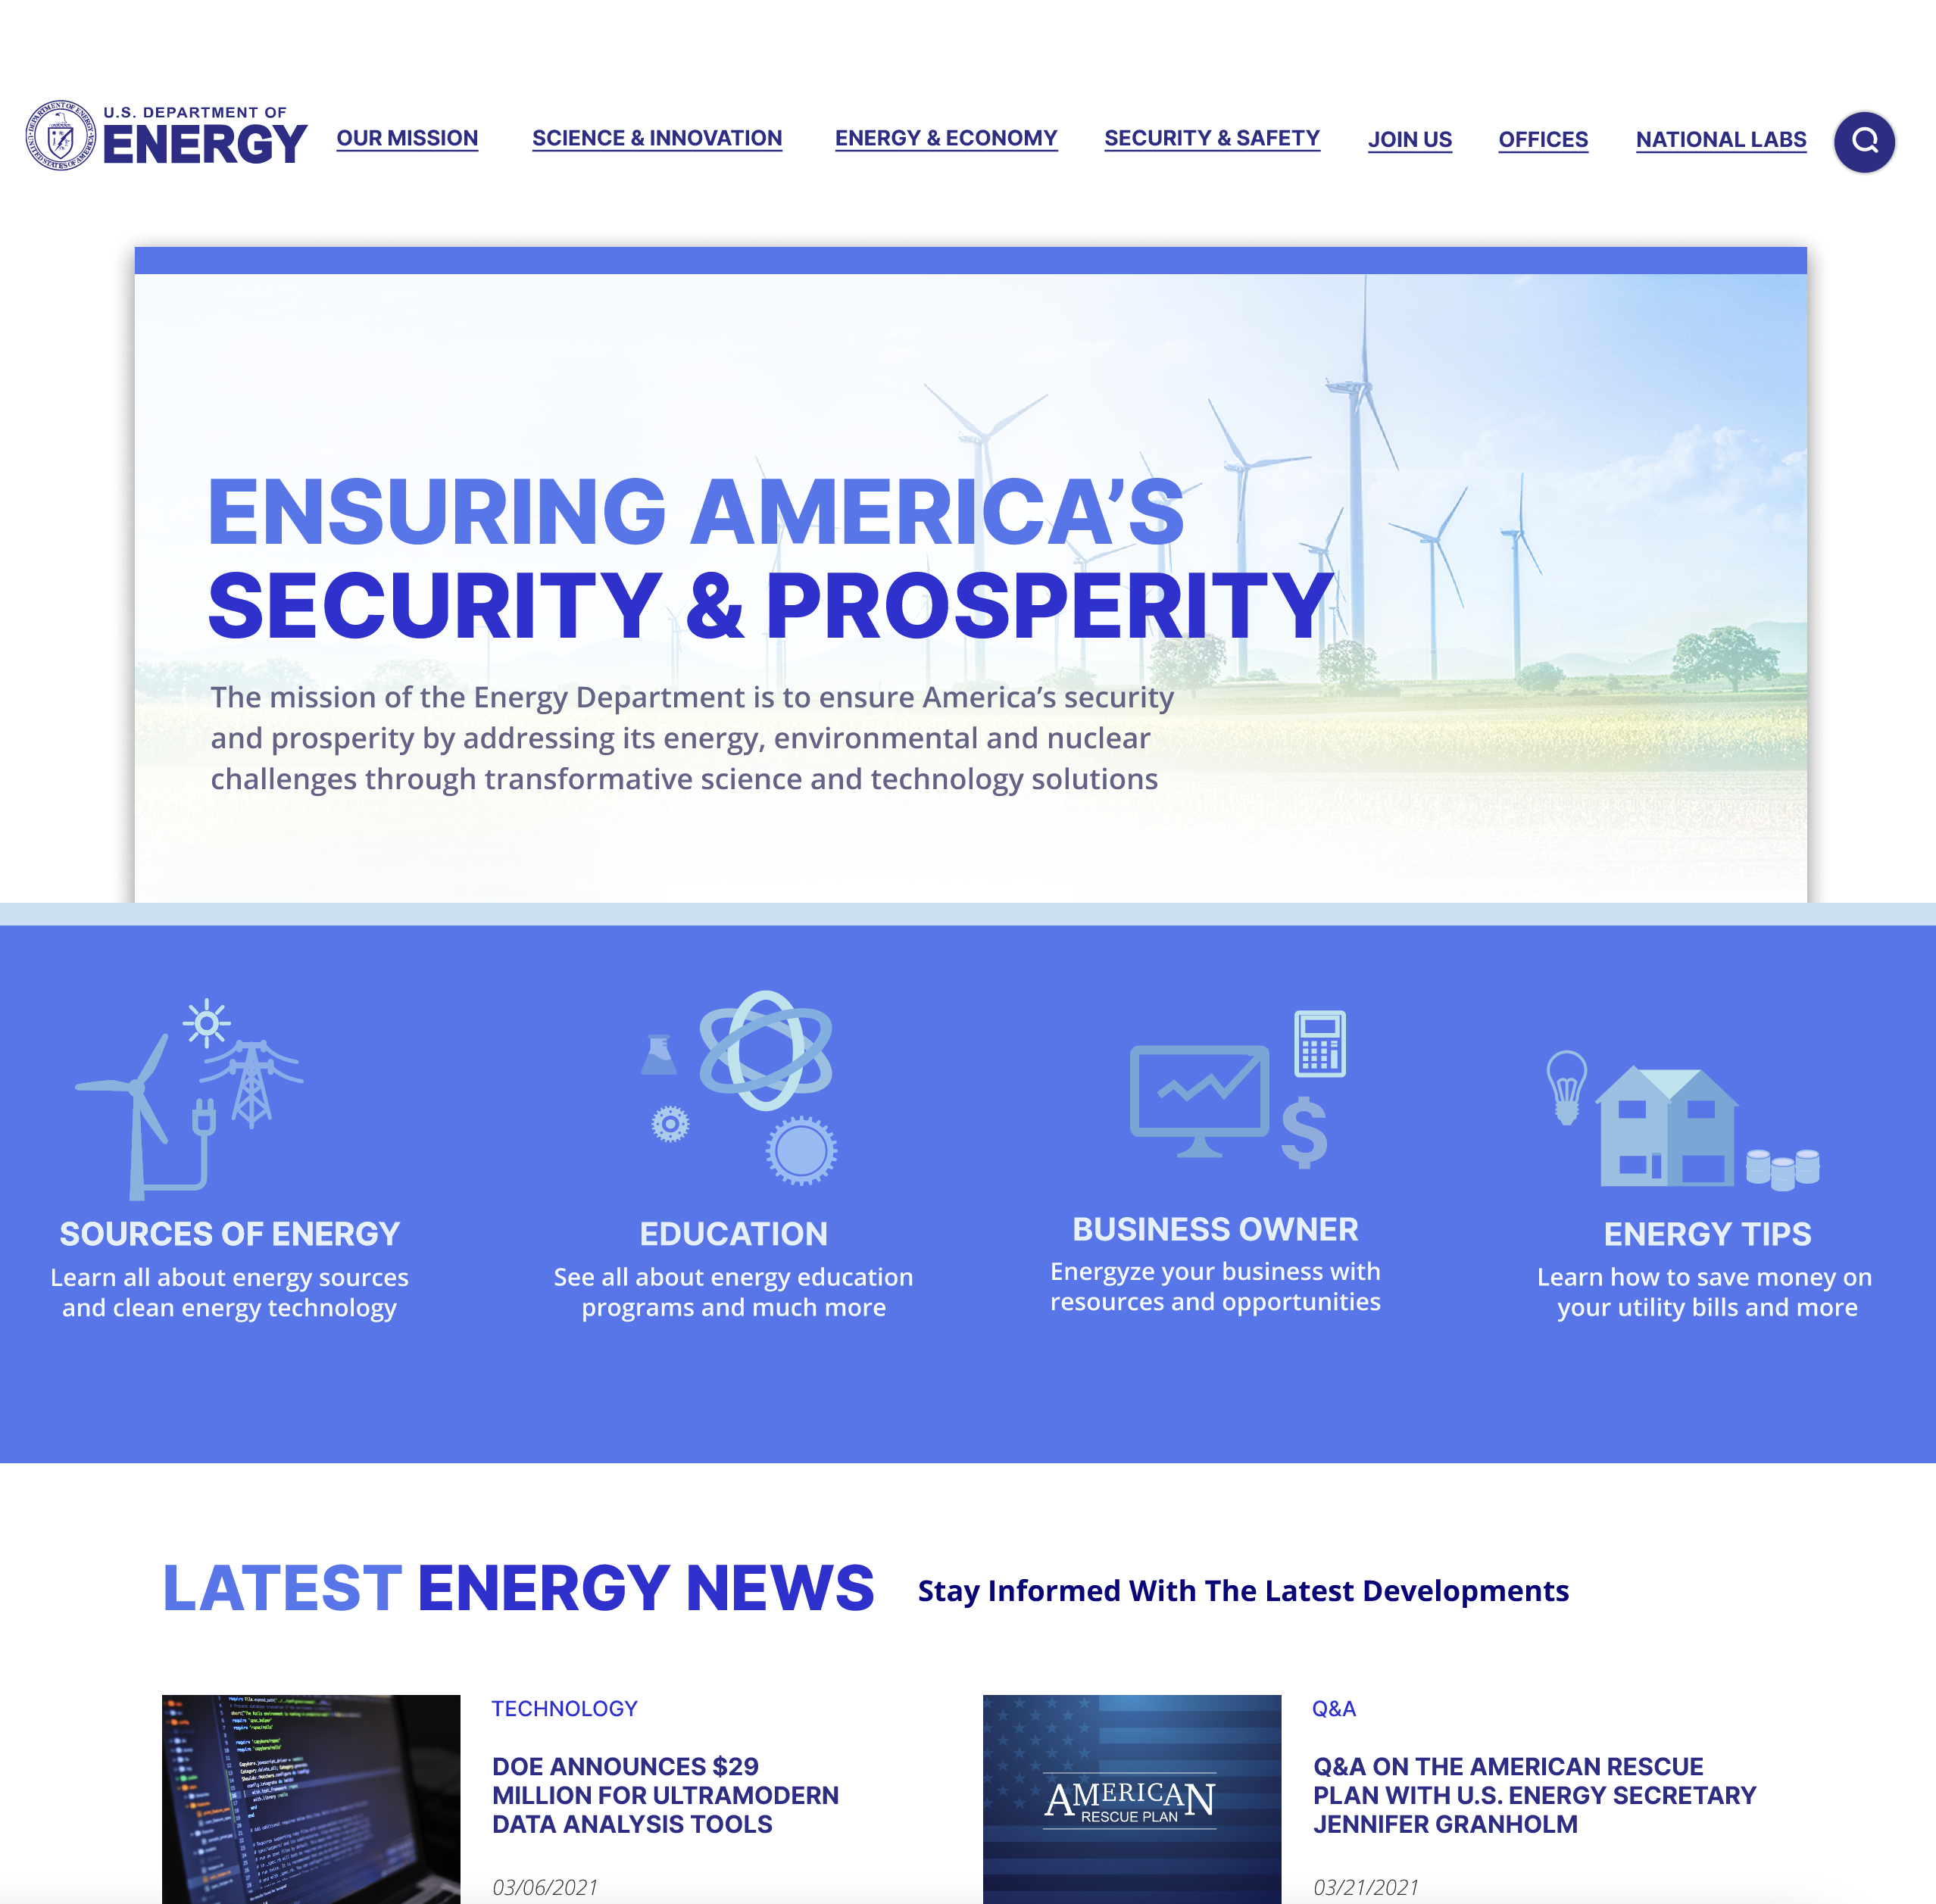 U.S. DEPARTMENT OF
ENERGY
OUR MISSION
SCIENCE & INNOVATION
ENERGY & ECONOMY
SECURITY & SAFETY
JOIN US
OFFICES
NATIONAL LABS
ENSURING AMERICA’S
SECURITY & PROSPERITY
The mission of the Energy Department is to ensure America’s security
and prosperity by addressing its energy, environmental and nuclear
challenges through transformative science and technology solutions
SOURCES OF ENERGY
Learn all about energy sources
and clean energy technology
EDUCATION
See all about energy education
programs and much more
BUSINESS OWNER
Energyze your business with
resources and opportunities
ENERGY TIPS
Learn how to save money on
your utility bills and more
LATEST ENERGY NEWS
Stay Informed With The Latest Developments
TECHNOLOGY
DOE ANNOUNCES $29
MILLION FOR ULTRAMODERN
DATA ANALYSIS TOOLS
03/06/2021
AMERICAN
RESCUE PLAN
Q&A
Q&A ON THE AMERICAN RESCUE
PLAN WITH U.S. ENERGY SECRETARY
JENNIFER GRANHOLM
03/21/2021